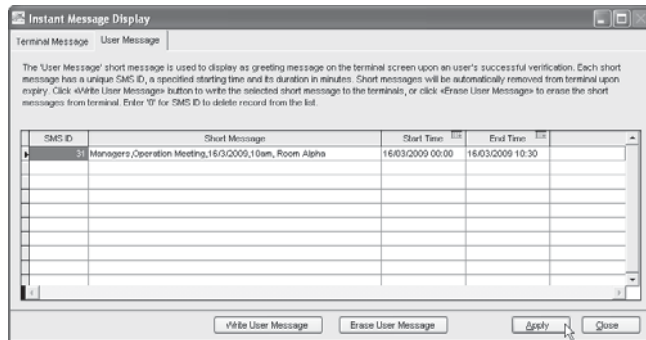 Instant Message Display
Terminal Message User Message
The 'User Message' short message is used to display as greeting message on the terminal screen upon an user's successful verification. Each short
message has a unique SMS ID, a specified starting time and its duration in minutes. Short messages will be automatically removed from terminal upon
expiry. Click «Write User Message» button to write the selected short message to the terminals, or click «Erase User Message» to erase the short
messages from terminal. Enter '0' for SMS ID to delete record from the list.
SMS ID Short Message Start Time End Time
31 Managers,Operation Meeting,16/3/2009,10am, Room Alpha 16/03/2009 00:00 16/03/2009 10:30
Write User Message Erase User Message Apply Close